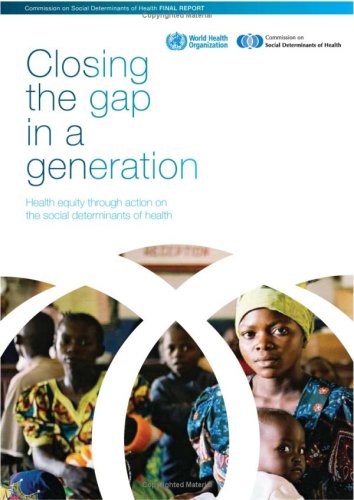 Commission on Social Determinants of Health FINAL REPORT
Copyrighted Material
World Health
Organization
Commission on
Social Determinants of Health
Closing
the gap
in a
generation
Health equity through action on
the social determinants of health
RECEPTION
Copyrighted Material